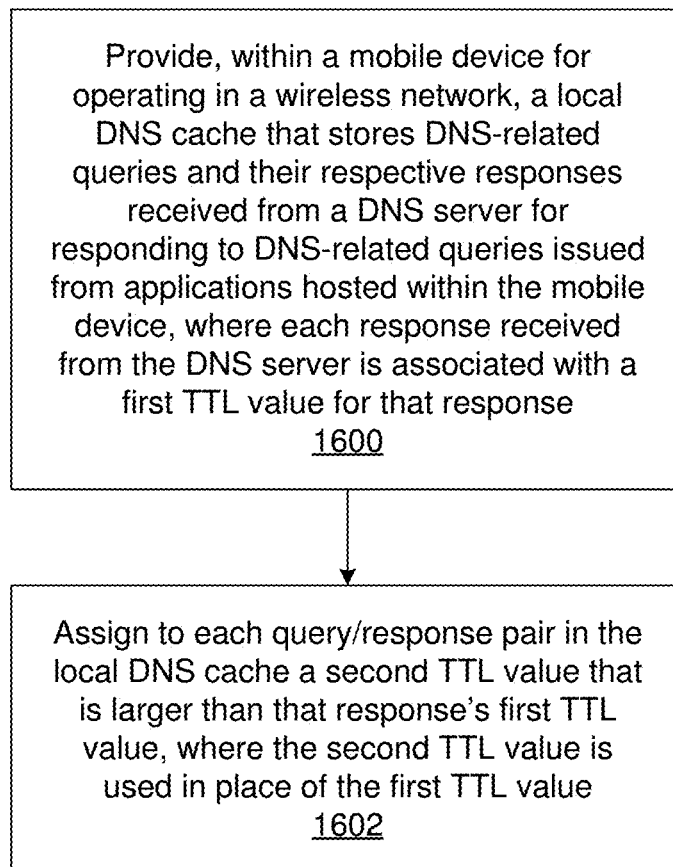 Provide, within a mobile device for
operating in a wireless network, a local
DNS cache that stores DNS-related
queries and their respective responses
received from a DNS server for
responding to DNS-related queries issued
from applications hosted within the mobile
device, where each response received
from the DNS server is associated with a
first TTL value for that response
1600
Assign to each query/response pair in the
local DNS cache a second TTL value that
is larger than that response's first TTL
value, where the second TTL value is
used in place of the first TTL value
1602